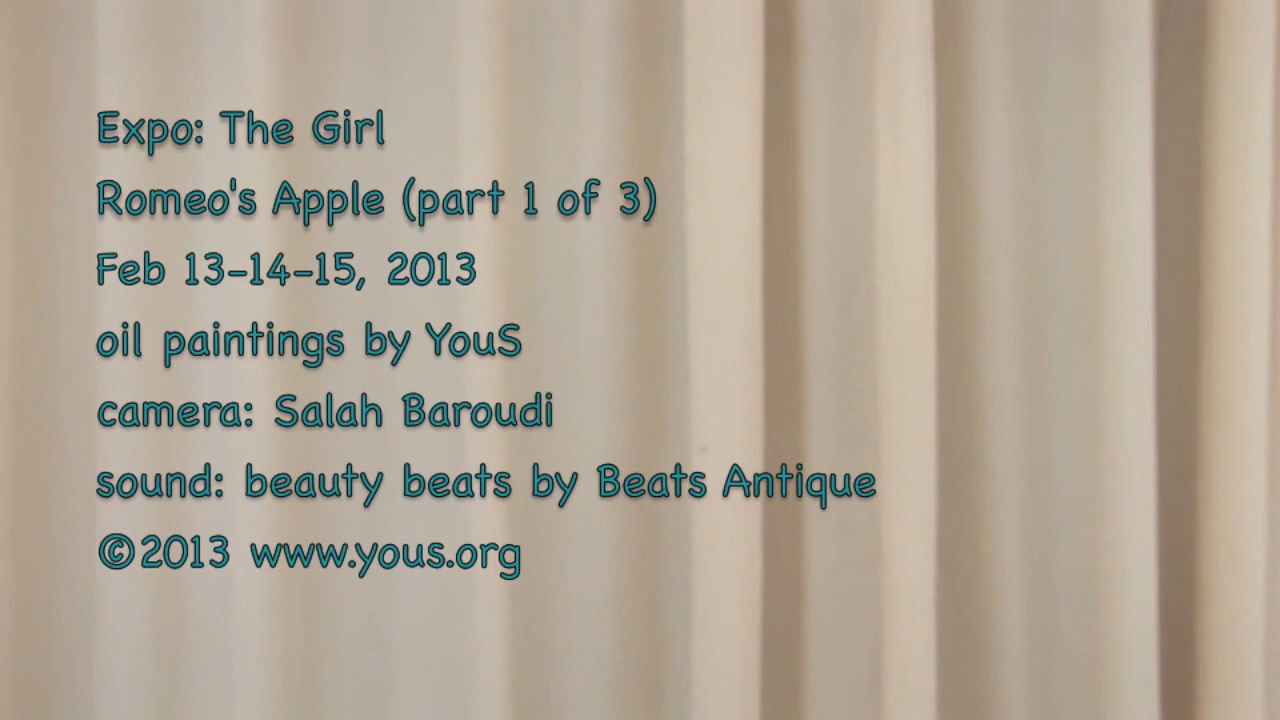 Expo: The Girl
Romeo's Apple (part 1 of 3)
Feb 13-14-15, 2013
oil paintings by YouS
camera: Salah Baroudi
sound: beauty beats by Beats Antique
©2013 www.yous.org